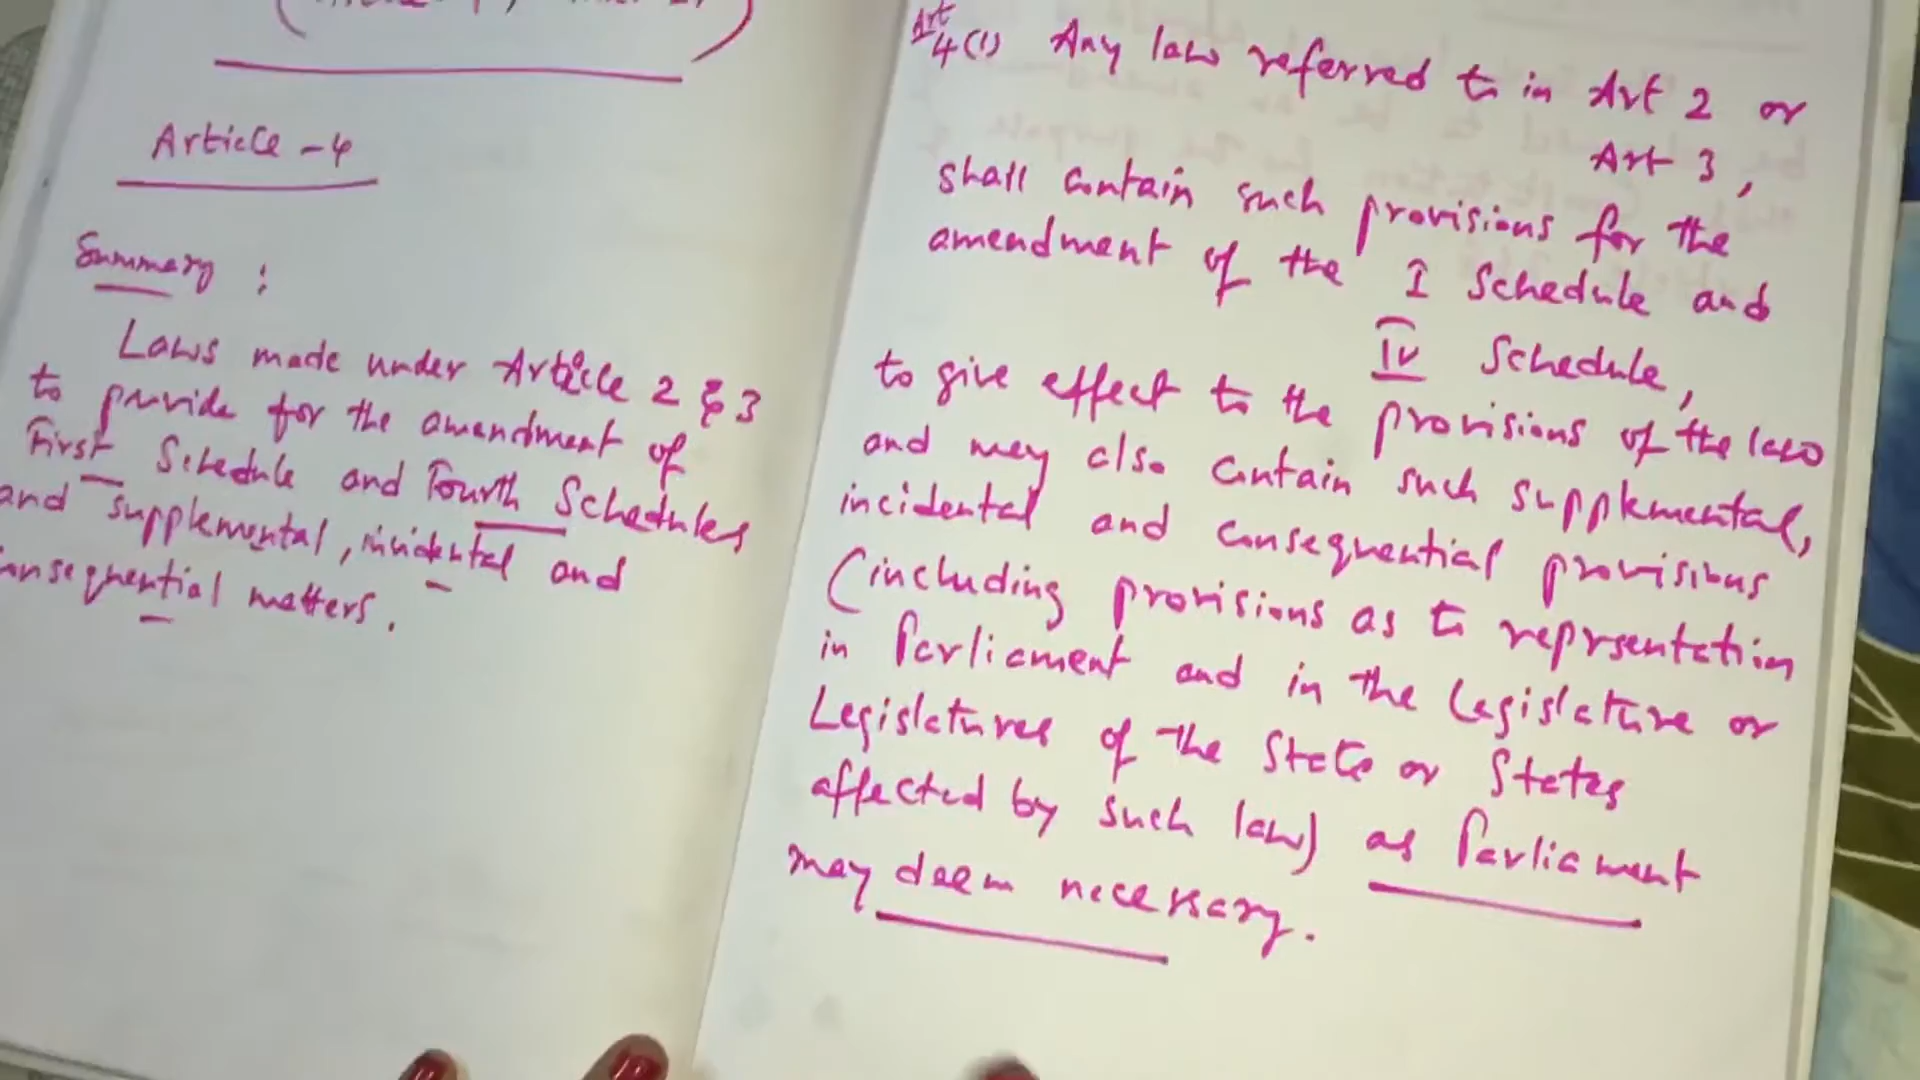 Article -4
Summary :
Laws made under Article 2 & 3
to provide for the amendment of
First Schedule and Fourth Schedules
and supplemental, incidental and
consequential matters.
Art
4(1) Any law referred to in Art 2 or
Art 3,
shall contain such provisions for the
amendment of the I Schedule and
IV Schedule,
to give effect to the provisions of the law
and may also contain such supplemental,
incidental and consequential provisions
(including provisions as to reprsentation
in Parliament and in the Legislature or
Legislatures of the State or States
affected by such law) as Parliament
may deem necessary.